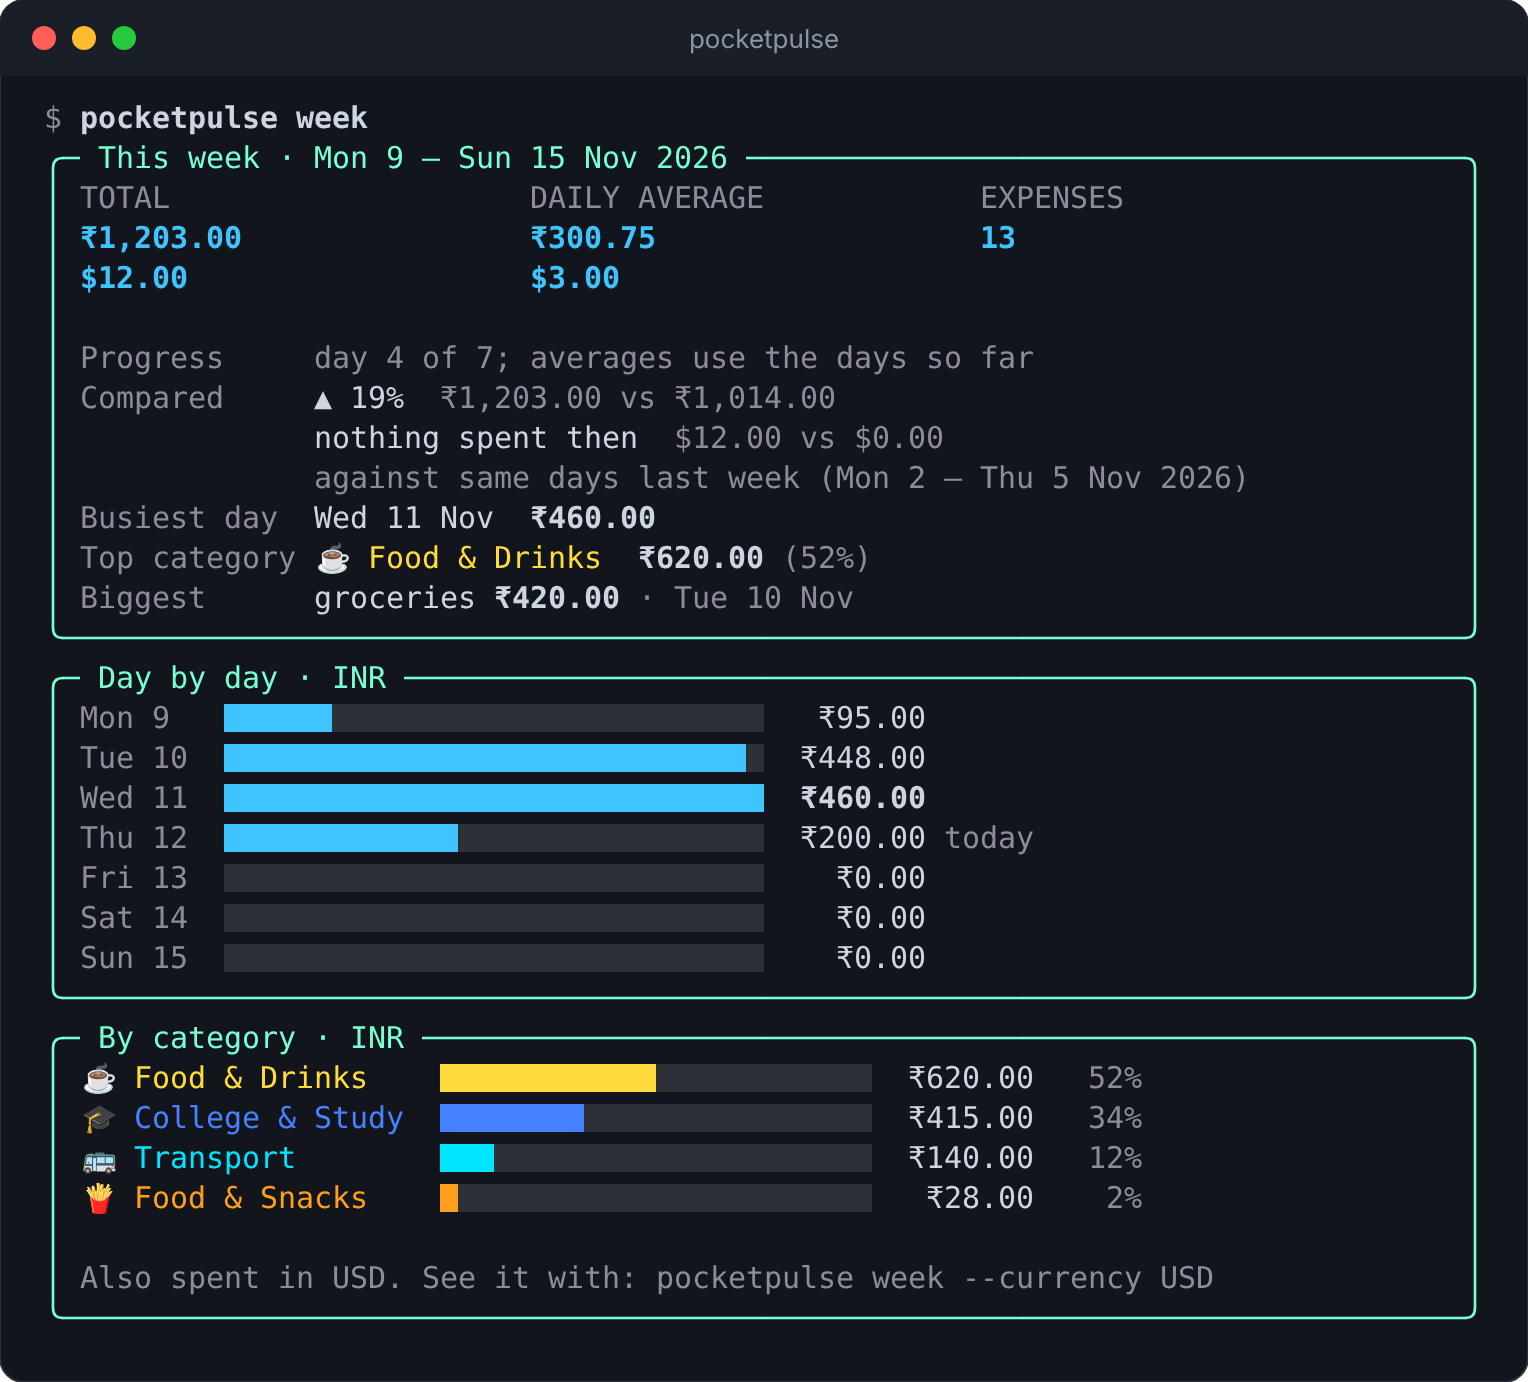 pocketpulse
$ pocketpulse week
This week · Mon 9 – Sun 15 Nov 2026
TOTAL DAILY AVERAGE EXPENSES
₹1,203.00 ₹300.75 13
$12.00 $3.00
Progress day 4 of 7; averages use the days so far
Compared ▲ 19% ₹1,203.00 vs ₹1,014.00
nothing spent then $12.00 vs $0.00
against same days last week (Mon 2 – Thu 5 Nov 2026)
Busiest day Wed 11 Nov ₹460.00
Top category ☕ Food & Drinks ₹620.00 (52%)
Biggest groceries ₹420.00 · Tue 10 Nov
Day by day · INR
Mon 9 ₹95.00
Tue 10 ₹448.00
Wed 11 ₹460.00
Thu 12 ₹200.00 today
Fri 13 ₹0.00
Sat 14 ₹0.00
Sun 15 ₹0.00
By category · INR
☕ Food & Drinks ₹620.00 52%
🎓 College & Study ₹415.00 34%
🚌 Transport ₹140.00 12%
🍟 Food & Snacks ₹28.00 2%
Also spent in USD. See it with: pocketpulse week --currency USD